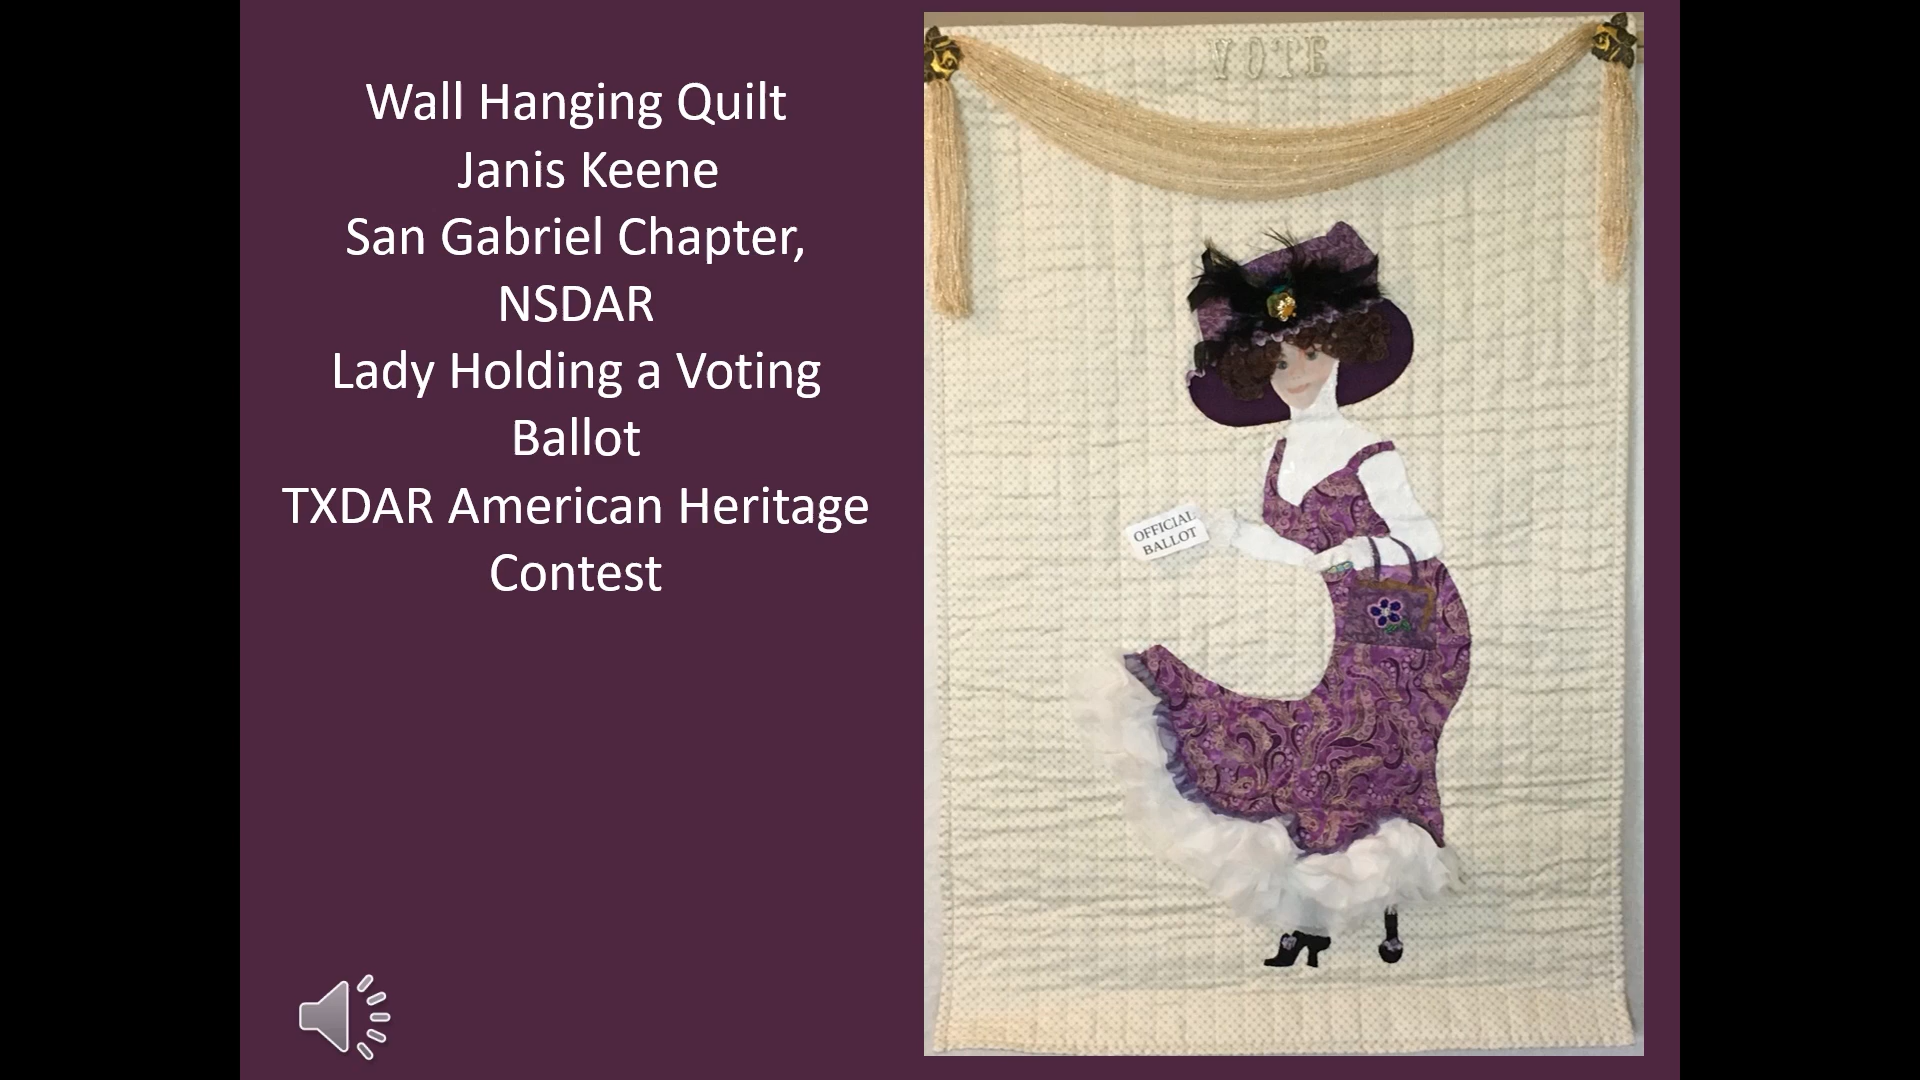 Wall Hanging Quilt
Janis Keene
San Gabriel Chapter,
NSDAR
Lady Holding a Voting
Ballot
TXDAR American Heritage
Contest
VOTE
OFFICIAL
BALLOT